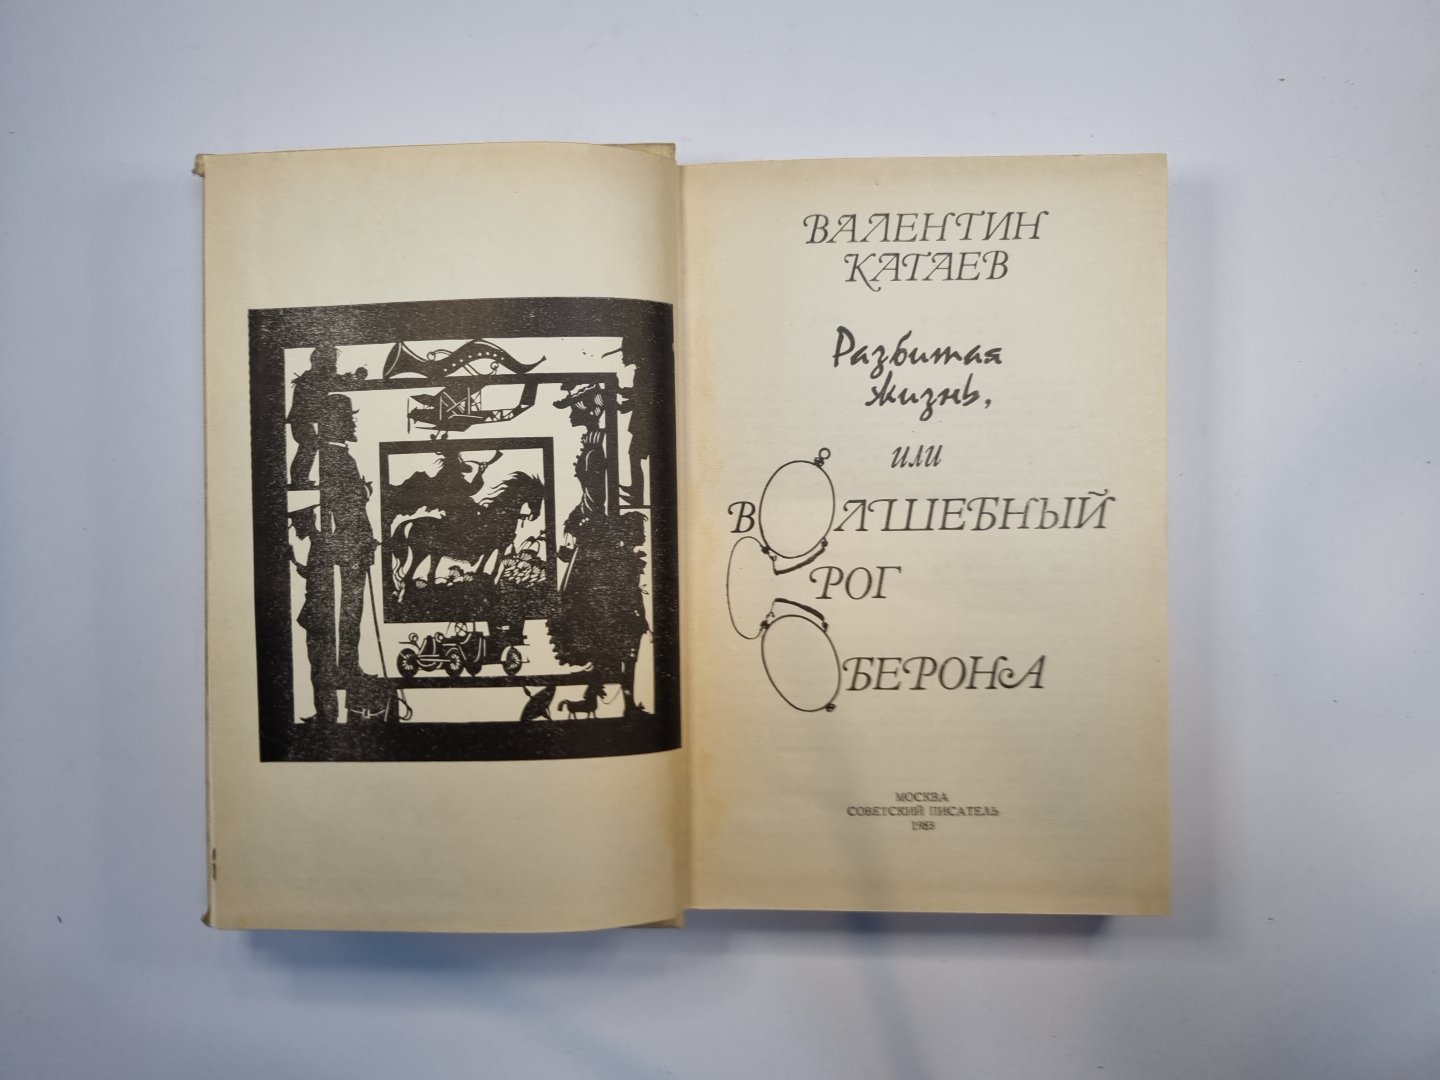 ВАЛЕНТИН
КАТАЕВ
Разбитая
жизнь,
или
ВОЛШЕБНЫЙ
РОГ
ОБЕРОНА
МОСКВА
СОВЕТСКИЙ ПИСАТЕЛЬ
1983